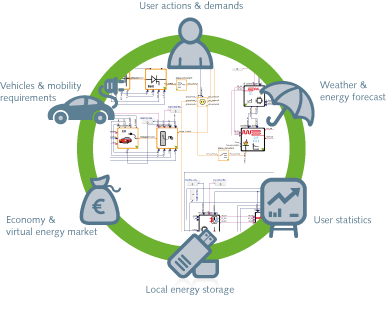 User actions & demands
Vehicles & mobility
requirements
Weather &
energy forecast
€
Economy &
virtual energy market
User statistics
Local energy storage